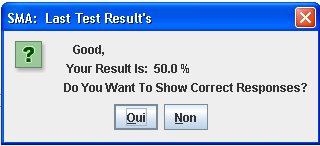 SMA: Last Test Result's
?
Good,
Your Result Is: 50.0 %
Do You Want To Show Correct Responses?
Oui Non